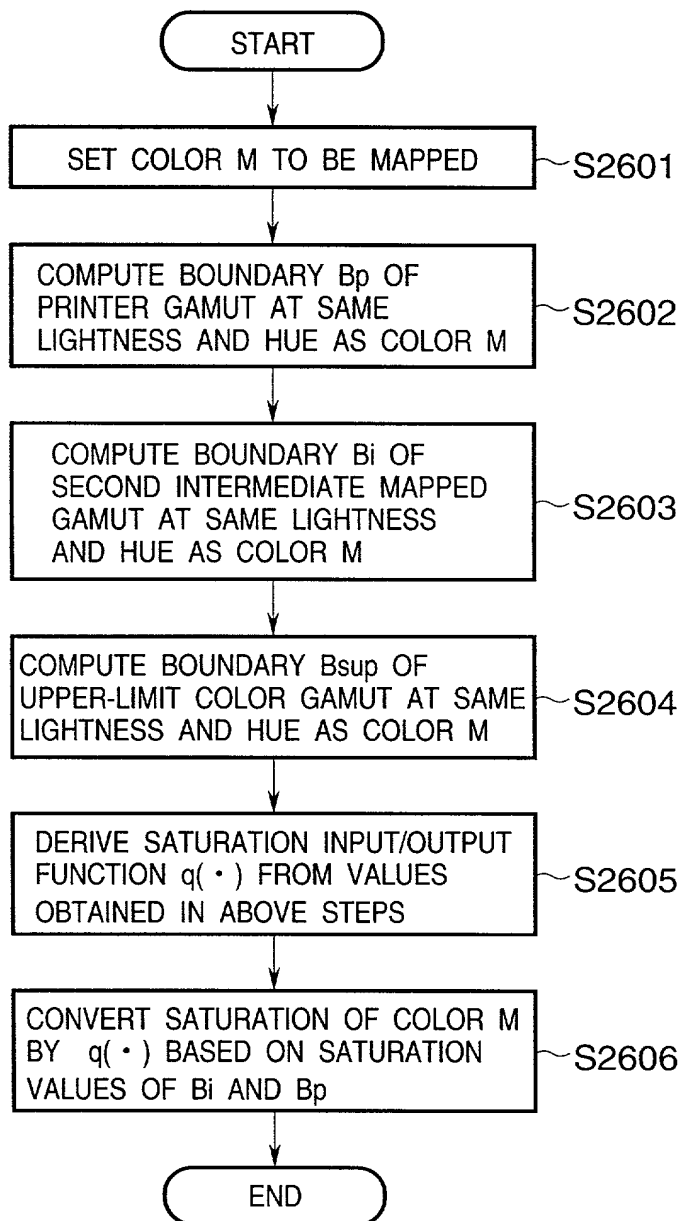 START
SET COLOR M TO BE MAPPED
S2601
COMPUTE BOUNDARY Bp OF
PRINTER GAMUT AT SAME
LIGHTNESS AND HUE AS COLOR M
S2602
COMPUTE BOUNDARY Bi OF
SECOND INTERMEDIATE MAPPED
GAMUT AT SAME LIGHTNESS
AND HUE AS COLOR M
S2603
COMPUTE BOUNDARY Bsup OF
UPPER-LIMIT COLOR GAMUT AT SAME
LIGHTNESS AND HUE AS COLOR M
S2604
DERIVE SATURATION INPUT/OUTPUT
FUNCTION q(・) FROM VALUES
OBTAINED IN ABOVE STEPS
S2605
CONVERT SATURATION OF COLOR M
BY q(・) BASED ON SATURATION
VALUES OF Bi AND Bp
S2606
END